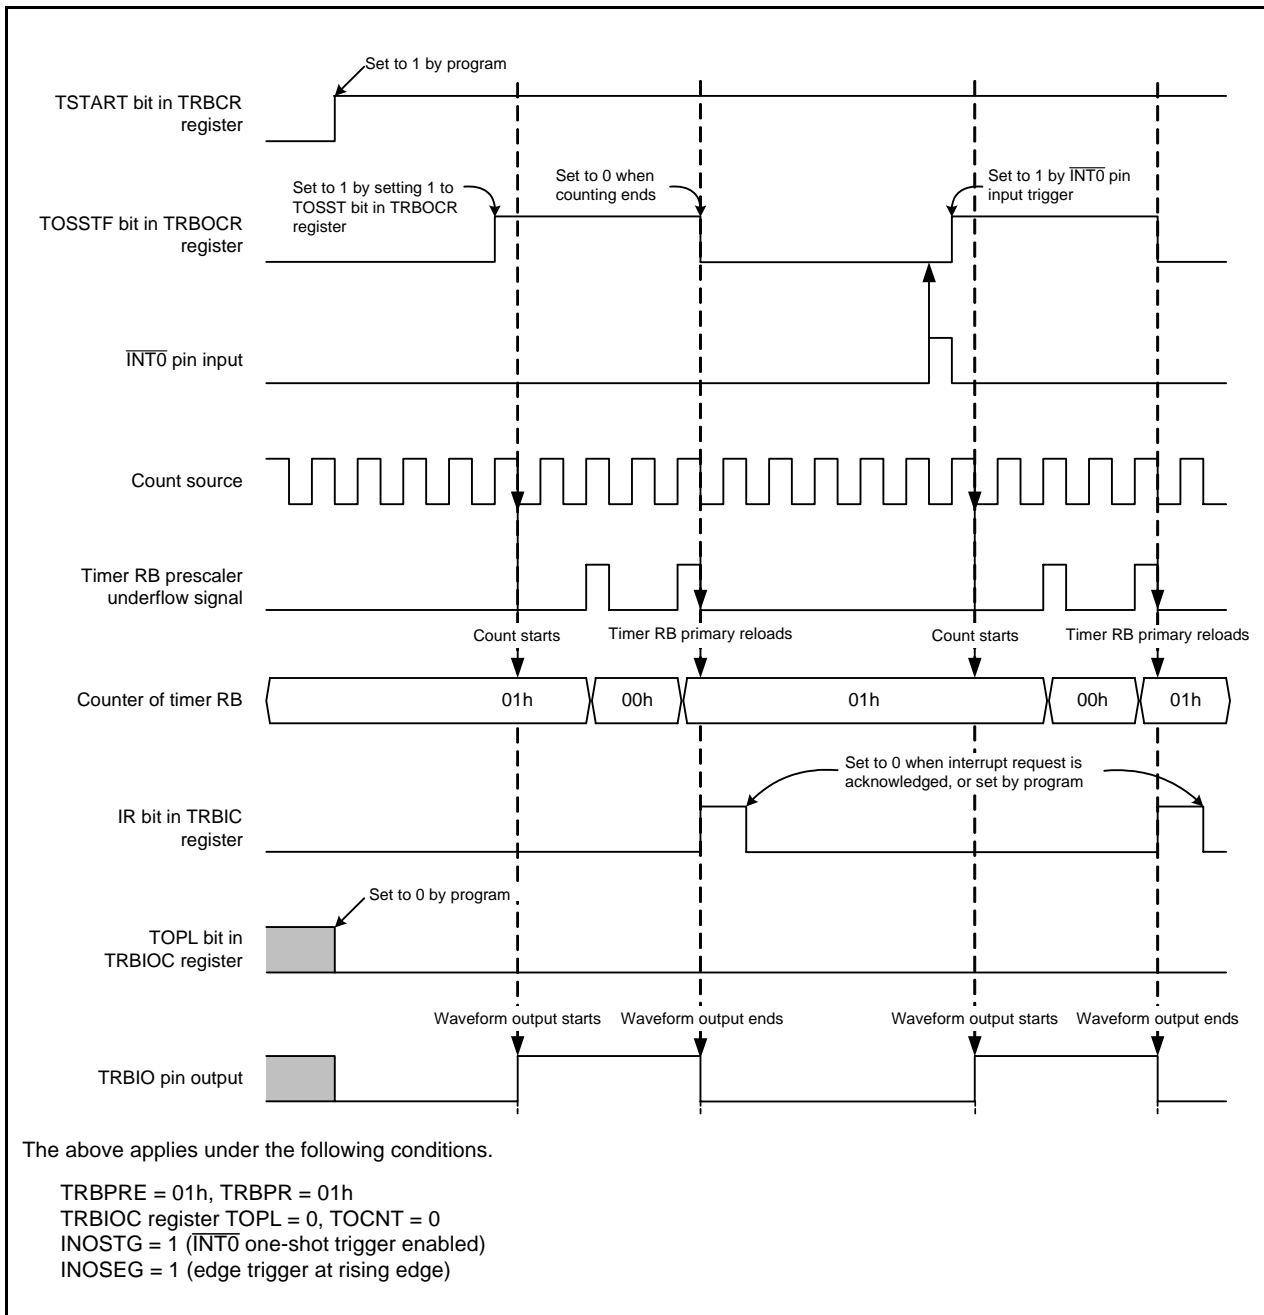 Set to 1 by program
TSTART bit in TRBCR
register
Set to 1 by setting 1 to
TOSST bit in TRBOCR
register
Set to 0 when
counting ends
Set to 1 by INT0 pin
input trigger
TOSSTF bit in TRBOCR
register
INT0 pin input
Count source
Timer RB prescaler
underflow signal
Count starts
Timer RB primary reloads
Count starts
Timer RB primary reloads
Counter of timer RB
01h
00h
01h
00h
01h
Set to 0 when interrupt request is
acknowledged, or set by program
IR bit in TRBIC
register
Set to 0 by program
TOPL bit in
TRBIOC register
Waveform output starts
Waveform output ends
Waveform output starts
Waveform output ends
TRBIO pin output
The above applies under the following conditions.
TRBPRE = 01h, TRBPR = 01h
TRBIOC register TOPL = 0, TOCNT = 0
INOSTG = 1 (INT0 one-shot trigger enabled)
INOSEG = 1 (edge trigger at rising edge)